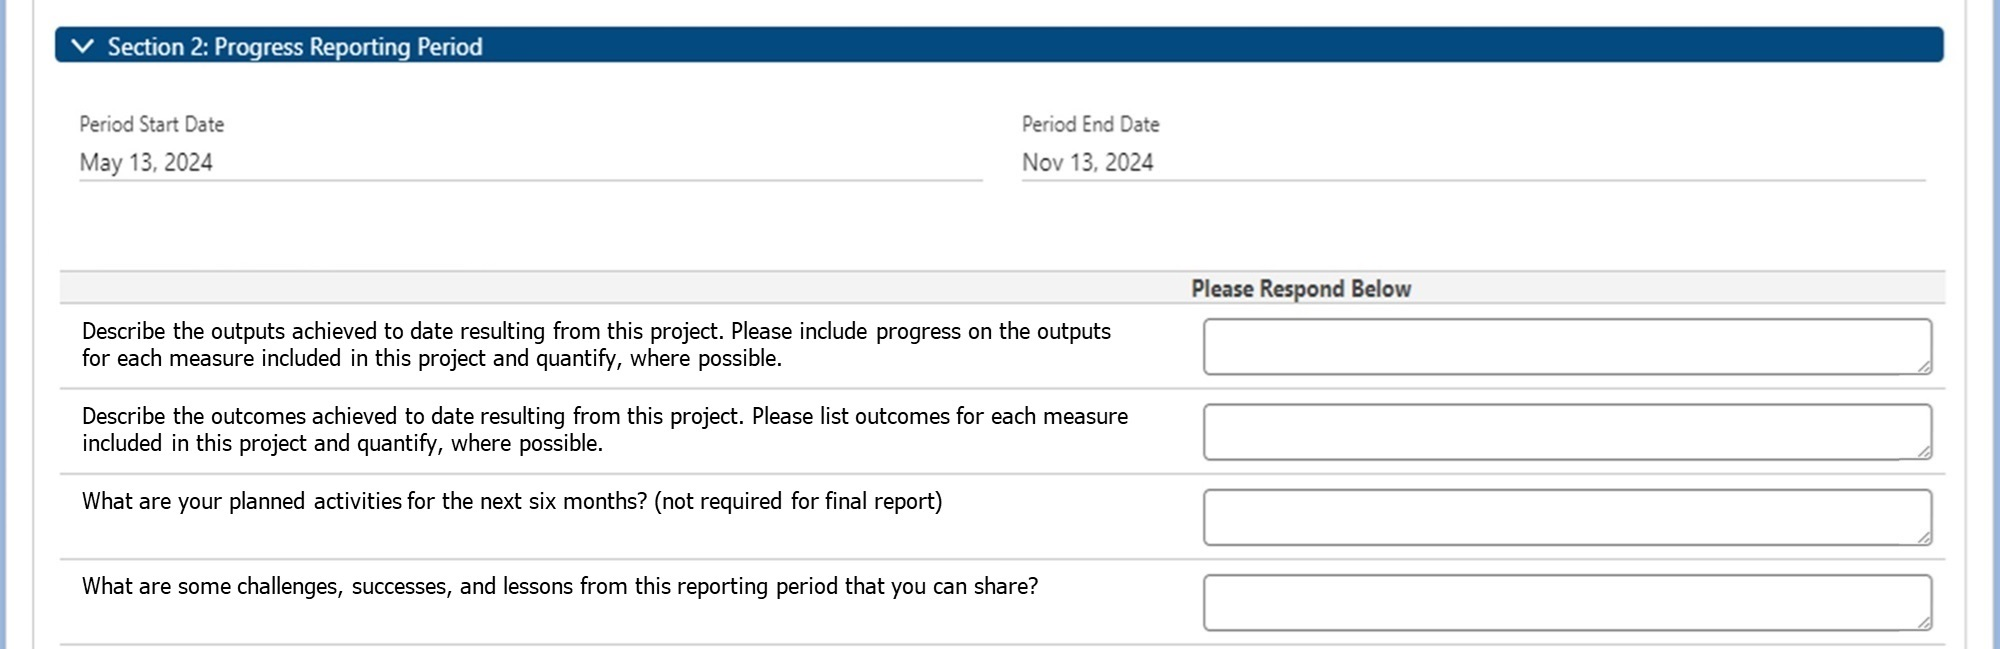 Section 2: Progress Reporting Period
Period Start Date
May 13, 2024
Period End Date
Nov 13, 2024
Please Respond Below
Describe the outputs achieved to date resulting from this project. Please include progress on the outputs
for each measure included in this project and quantify, where possible.
Describe the outcomes achieved to date resulting from this project. Please list outcomes for each measure
included in this project and quantify, where possible.
What are your planned activities for the next six months? (not required for final report)
What are some challenges, successes, and lessons from this reporting period that you can share?